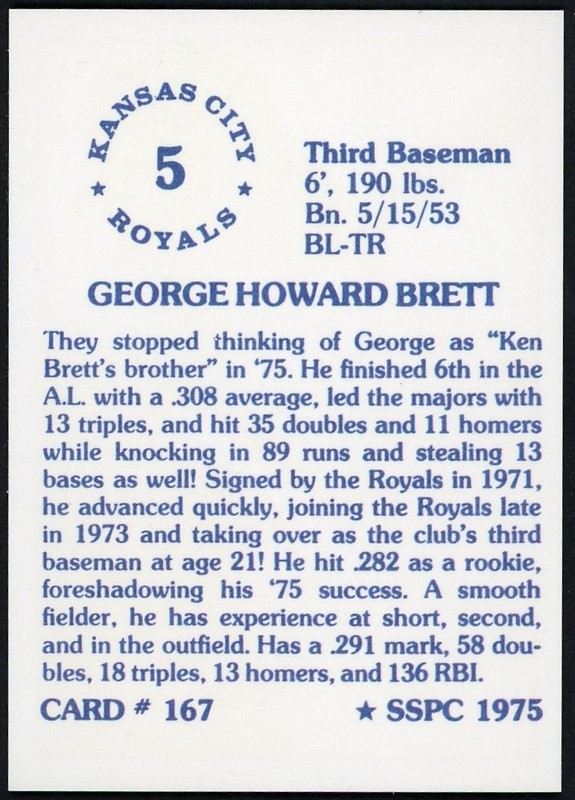 KANSAS CITY
5
★ ★
ROYALS
Third Baseman
6', 190 lbs.
Bn. 5/15/53
BL-TR
GEORGE HOWARD BRETT
They stopped thinking of George as “Ken
Brett’s brother” in ‘75. He finished 6th in the
A.L. with a .308 average, led the majors with
13 triples, and hit 35 doubles and 11 homers
while knocking in 89 runs and stealing 13
bases as well! Signed by the Royals in 1971,
he advanced quickly, joining the Royals late
in 1973 and taking over as the club’s third
baseman at age 21! He hit .282 as a rookie,
foreshadowing his ‘75 success. A smooth
fielder, he has experience at short, second,
and in the outfield. Has a .291 mark, 58 dou-
bles, 18 triples, 13 homers, and 136 RBI.
CARD # 167 ★ SSPC 1975